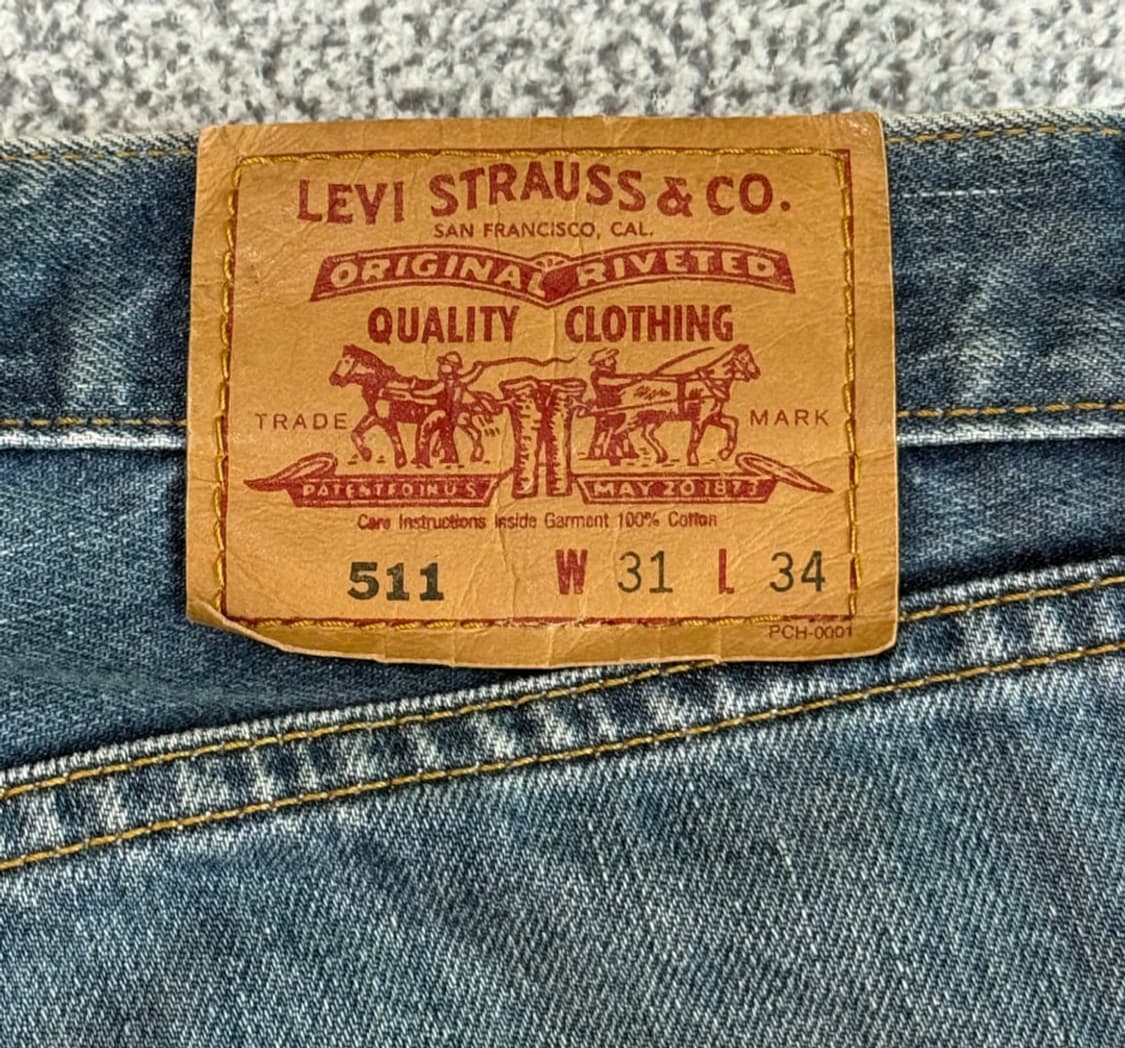 LEVI STRAUSS & CO.
SAN FRANCISCO, CAL.
ORIGINAL RIVETED
QUALITY CLOTHING
TRADE MARK
PATENTED IN U S MAY 20 1873
Care Instructions Inside Garment 100% Cotton
511 W 31 L 34
PCH-0001